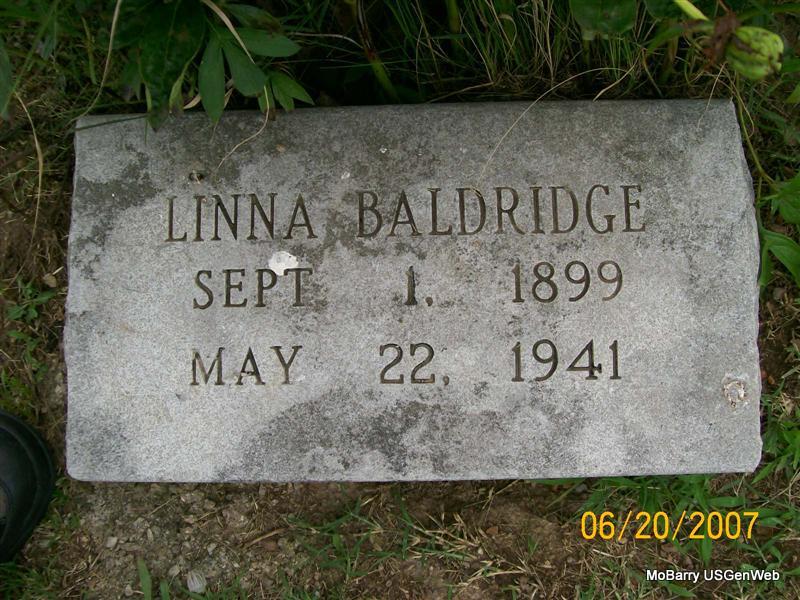 LINNA BALDRIDGE
SEPT 1, 1899
MAY 22, 1941
06/20/2007
MoBarry USGenWeb